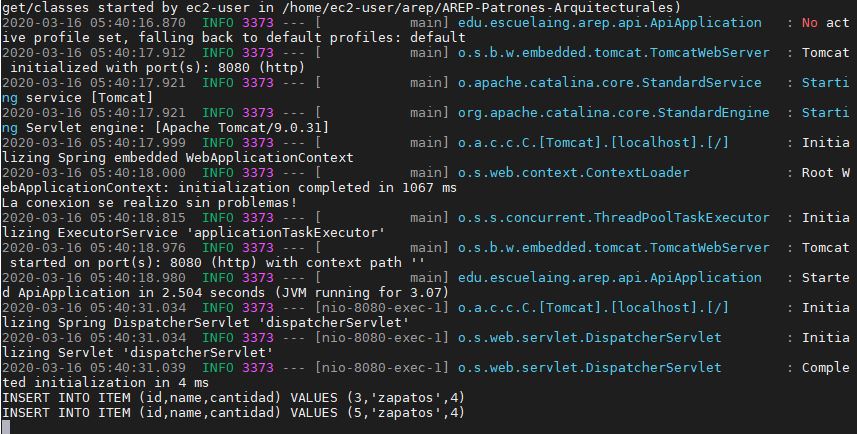 get/classes started by ec2-user in /home/ec2-user/arep/AREP-Patrones-Arquitecturales)
2020-03-16 05:40:16.870  INFO 3373 --- [           main] edu.escuelaing.arep.api.ApiApplication   : No act
ive profile set, falling back to default profiles: default
2020-03-16 05:40:17.912  INFO 3373 --- [           main] o.s.b.w.embedded.tomcat.TomcatWebServer  : Tomcat
 initialized with port(s): 8080 (http)
2020-03-16 05:40:17.921  INFO 3373 --- [           main] o.apache.catalina.core.StandardService   : Starti
ng service [Tomcat]
2020-03-16 05:40:17.921  INFO 3373 --- [           main] org.apache.catalina.core.StandardEngine  : Starti
ng Servlet engine: [Apache Tomcat/9.0.31]
2020-03-16 05:40:17.999  INFO 3373 --- [           main] o.a.c.c.C.[Tomcat].[localhost].[/]       : Initia
lizing Spring embedded WebApplicationContext
2020-03-16 05:40:18.000  INFO 3373 --- [           main] o.s.web.context.ContextLoader            : Root W
ebApplicationContext: initialization completed in 1067 ms
La conexion se realizo sin problemas!
2020-03-16 05:40:18.815  INFO 3373 --- [           main] o.s.s.concurrent.ThreadPoolTaskExecutor  : Initia
lizing ExecutorService 'applicationTaskExecutor'
2020-03-16 05:40:18.976  INFO 3373 --- [           main] o.s.b.w.embedded.tomcat.TomcatWebServer  : Tomcat
 started on port(s): 8080 (http) with context path ''
2020-03-16 05:40:18.980  INFO 3373 --- [           main] edu.escuelaing.arep.api.ApiApplication   : Starte
d ApiApplication in 2.504 seconds (JVM running for 3.07)
2020-03-16 05:40:31.034  INFO 3373 --- [nio-8080-exec-1] o.a.c.c.C.[Tomcat].[localhost].[/]       : Initia
lizing Spring DispatcherServlet 'dispatcherServlet'
2020-03-16 05:40:31.035  INFO 3373 --- [nio-8080-exec-1] o.s.web.servlet.DispatcherServlet        : Initia
lizing Servlet 'dispatcherServlet'
2020-03-16 05:40:31.039  INFO 3373 --- [nio-8080-exec-1] o.s.web.servlet.DispatcherServlet        : Comple
ted initialization in 4 ms
INSERT INTO ITEM (id,name,cantidad) VALUES (3,'zapatos',4)
INSERT INTO ITEM (id,name,cantidad) VALUES (5,'zapatos',4)